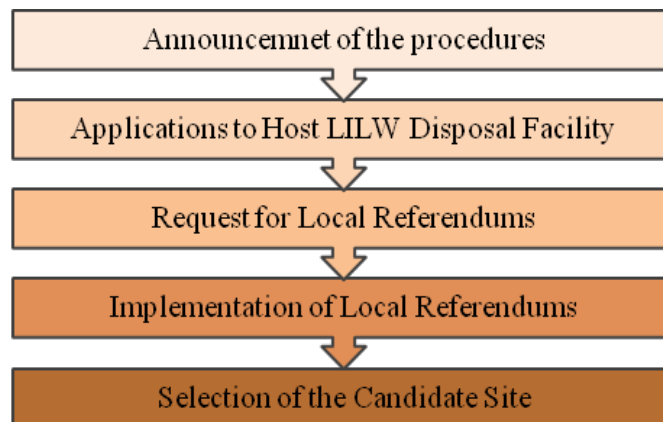 Announcemnet of the procedures
Applications to Host LILW Disposal Facility
Request for Local Referendums
Implementation of Local Referendums
Selection of the Candidate Site